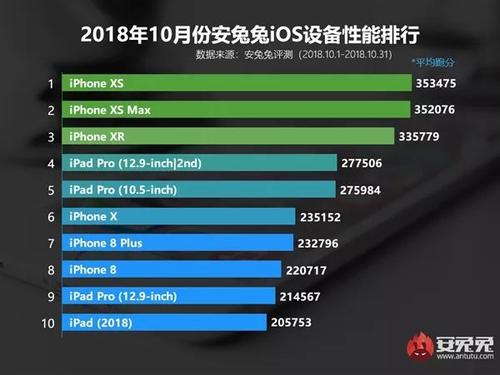 2018年10月份安兔兔iOS设备性能排行
数据来源：安兔兔评测 (2018.10.1-2018.10.31)
*平均跑分
1 iPhone XS 353475
2 iPhone XS Max 352076
3 iPhone XR 335779
4 iPad Pro (12.9-inch|2nd) 277506
5 iPad Pro (10.5-inch) 275984
6 iPhone X 235152
7 iPhone 8 Plus 232796
8 iPhone 8 220717
9 iPad Pro (12.9-inch) 214567
10 iPad (2018) 205753
安兔兔
www.antutu.com